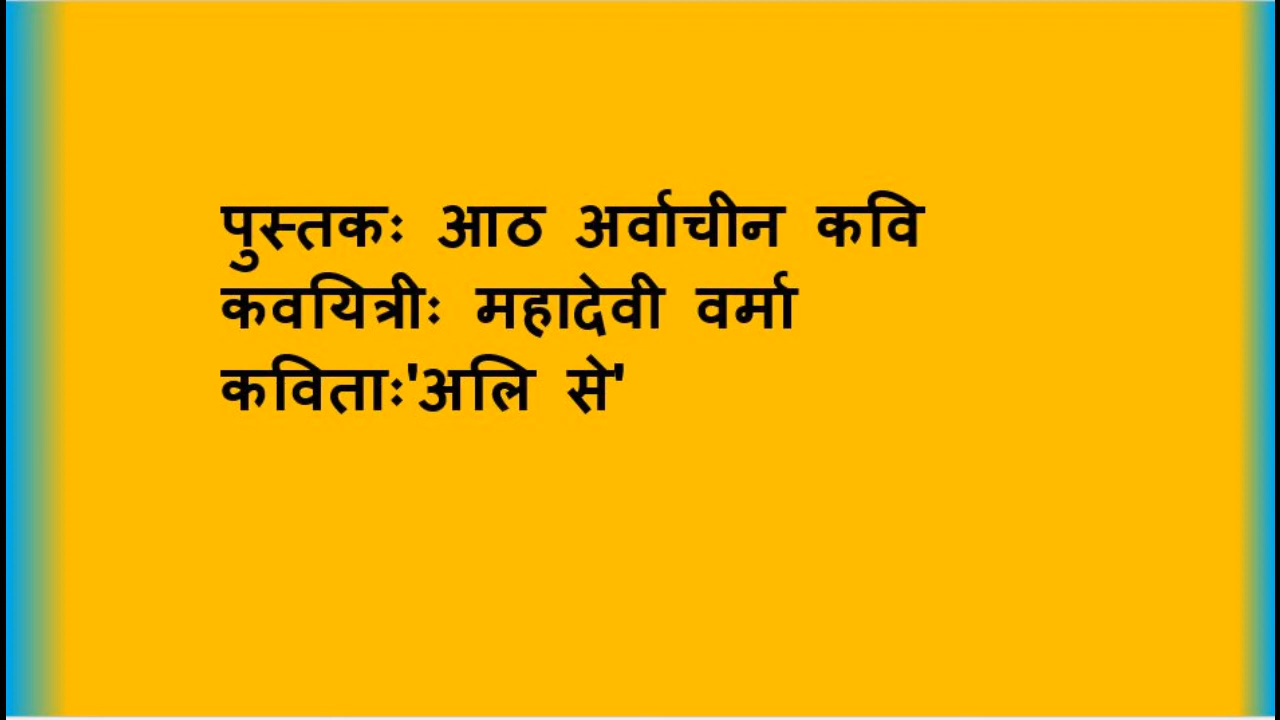 पुस्तकः आठ अर्वाचीन कवि
कवयित्रीः महादेवी वर्मा
कविताः'अलि से'